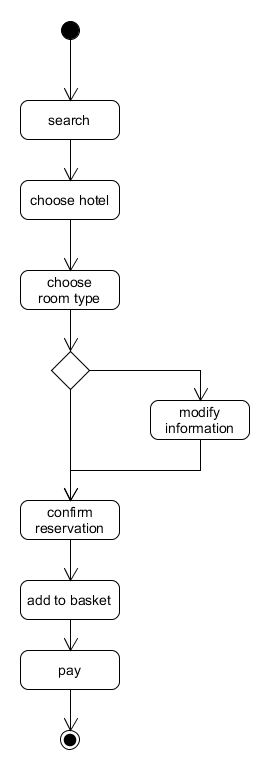 search
choose hotel
choose
room type
modify
information
confirm
reservation
add to basket
pay